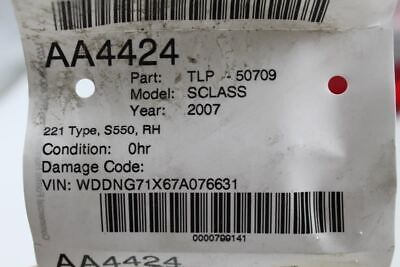 AA4424
Part: TLP - 50709
Model: SCLASS
Year: 2007
221 Type, S550, RH
Condition: 0hr
Damage Code:
VIN: WDDNG71X67A076631
0000799141
AA4424